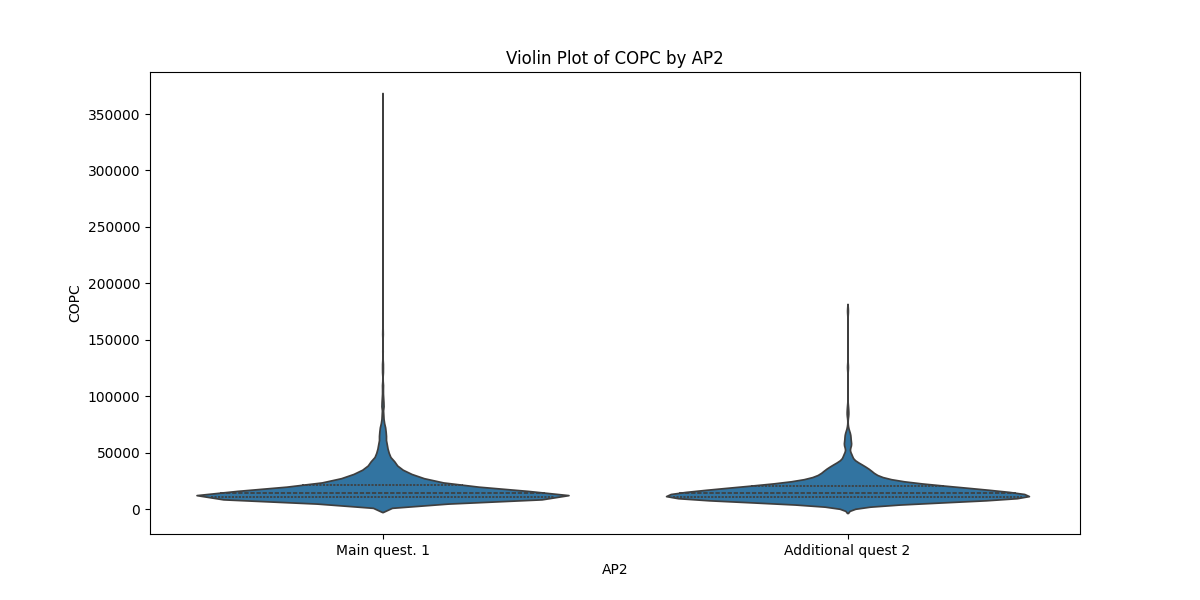 Violin Plot of COPC by AP2
350000
300000
250000
200000
150000
100000
50000
0
COPC
Main quest. 1
Additional quest 2
AP2